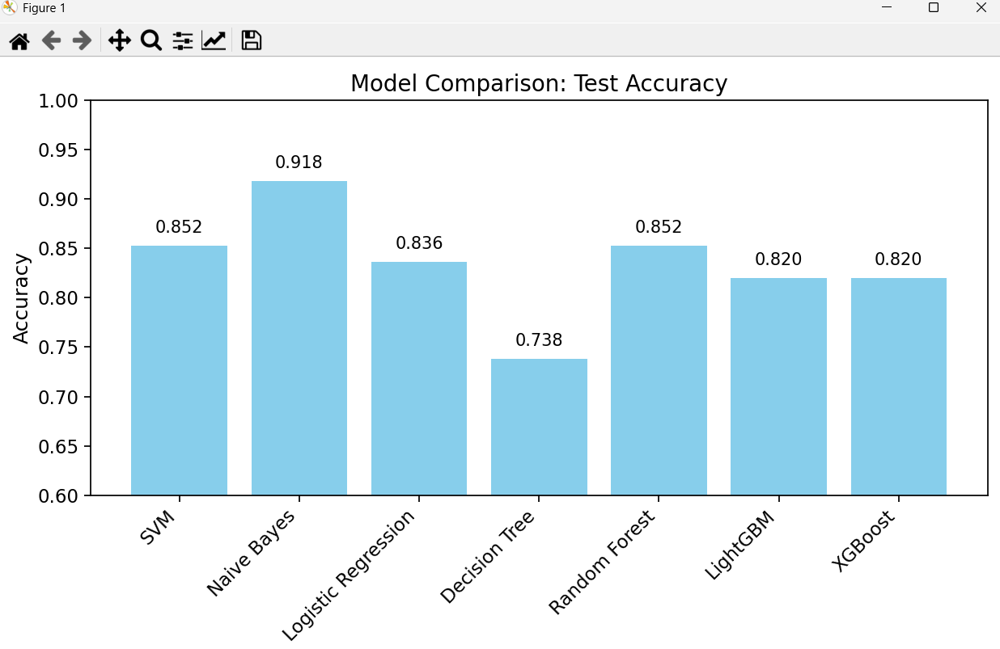 Figure 1
Model Comparison: Test Accuracy
Accuracy
1.00
0.95
0.90
0.85
0.80
0.75
0.70
0.65
0.60
0.852
0.918
0.836
0.738
0.852
0.820
0.820
SVM
Naive Bayes
Logistic Regression
Decision Tree
Random Forest
LightGBM
XGBoost